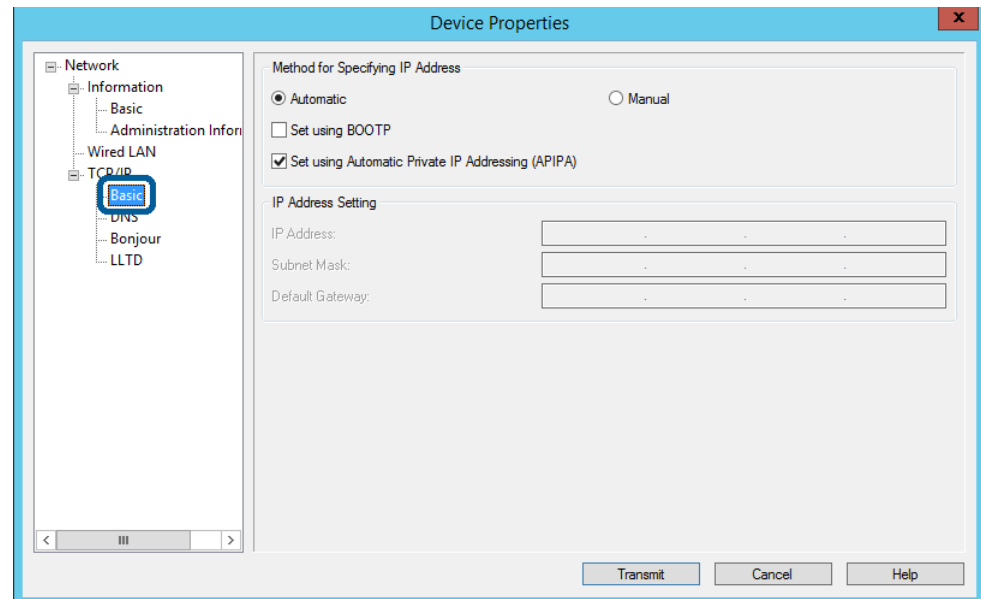 Device Properties
x
Network
Information
Basic
Administration Inforn
Wired LAN
TCP/IP
Basic
DNS
Bonjour
LLTD
Method for Specifying IP Address
Automatic
Manual
Set using BOOTP
Set using Automatic Private IP Addressing (APIPA)
IP Address Setting
IP Address:
Subnet Mask:
Default Gateway:
Transmit
Cancel
Help